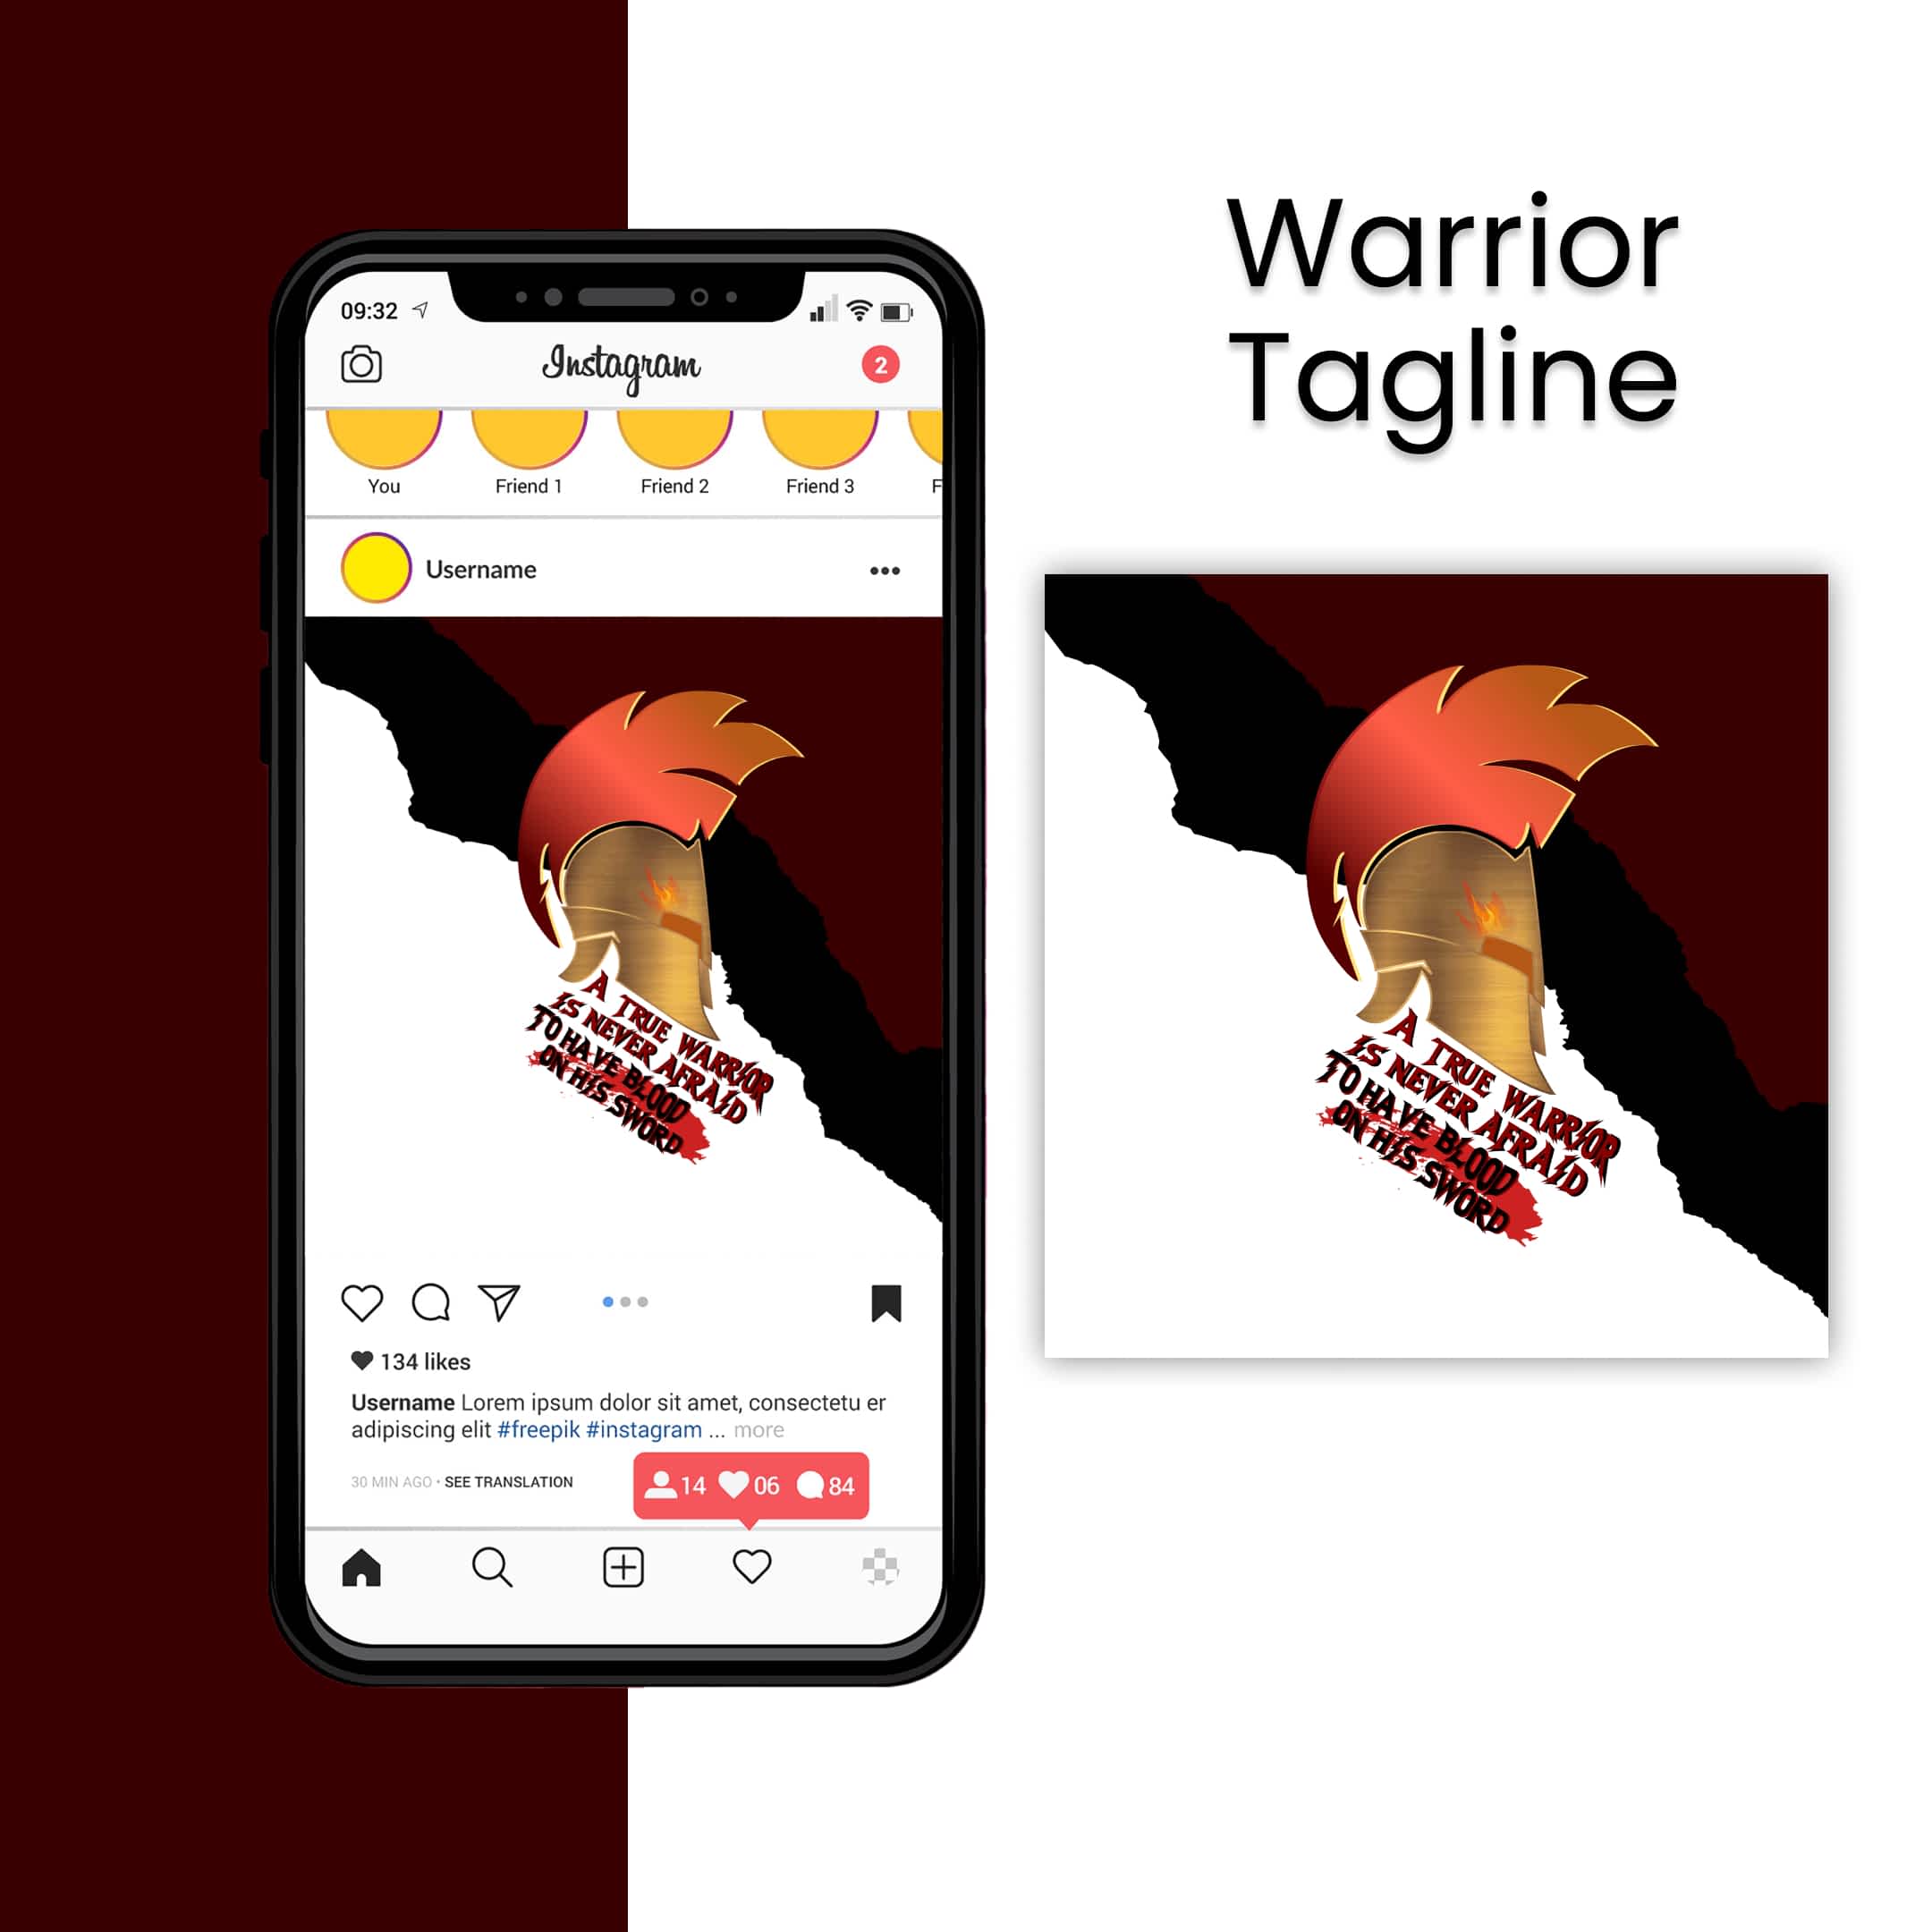 Warrior
Tagline
09:32
Instagram
2
You Friend 1 Friend 2 Friend 3 F
Username
A TRUE WARRIOR
IS NEVER AFRAID
TO HAVE BLOOD
ON HIS SWORD
134 likes
Username Lorem ipsum dolor sit amet, consectetu er
adipiscing elit #freepik #instagram ... more
30 MIN AGO • SEE TRANSLATION
14 06 84
A TRUE WARRIOR
IS NEVER AFRAID
TO HAVE BLOOD
ON HIS SWORD